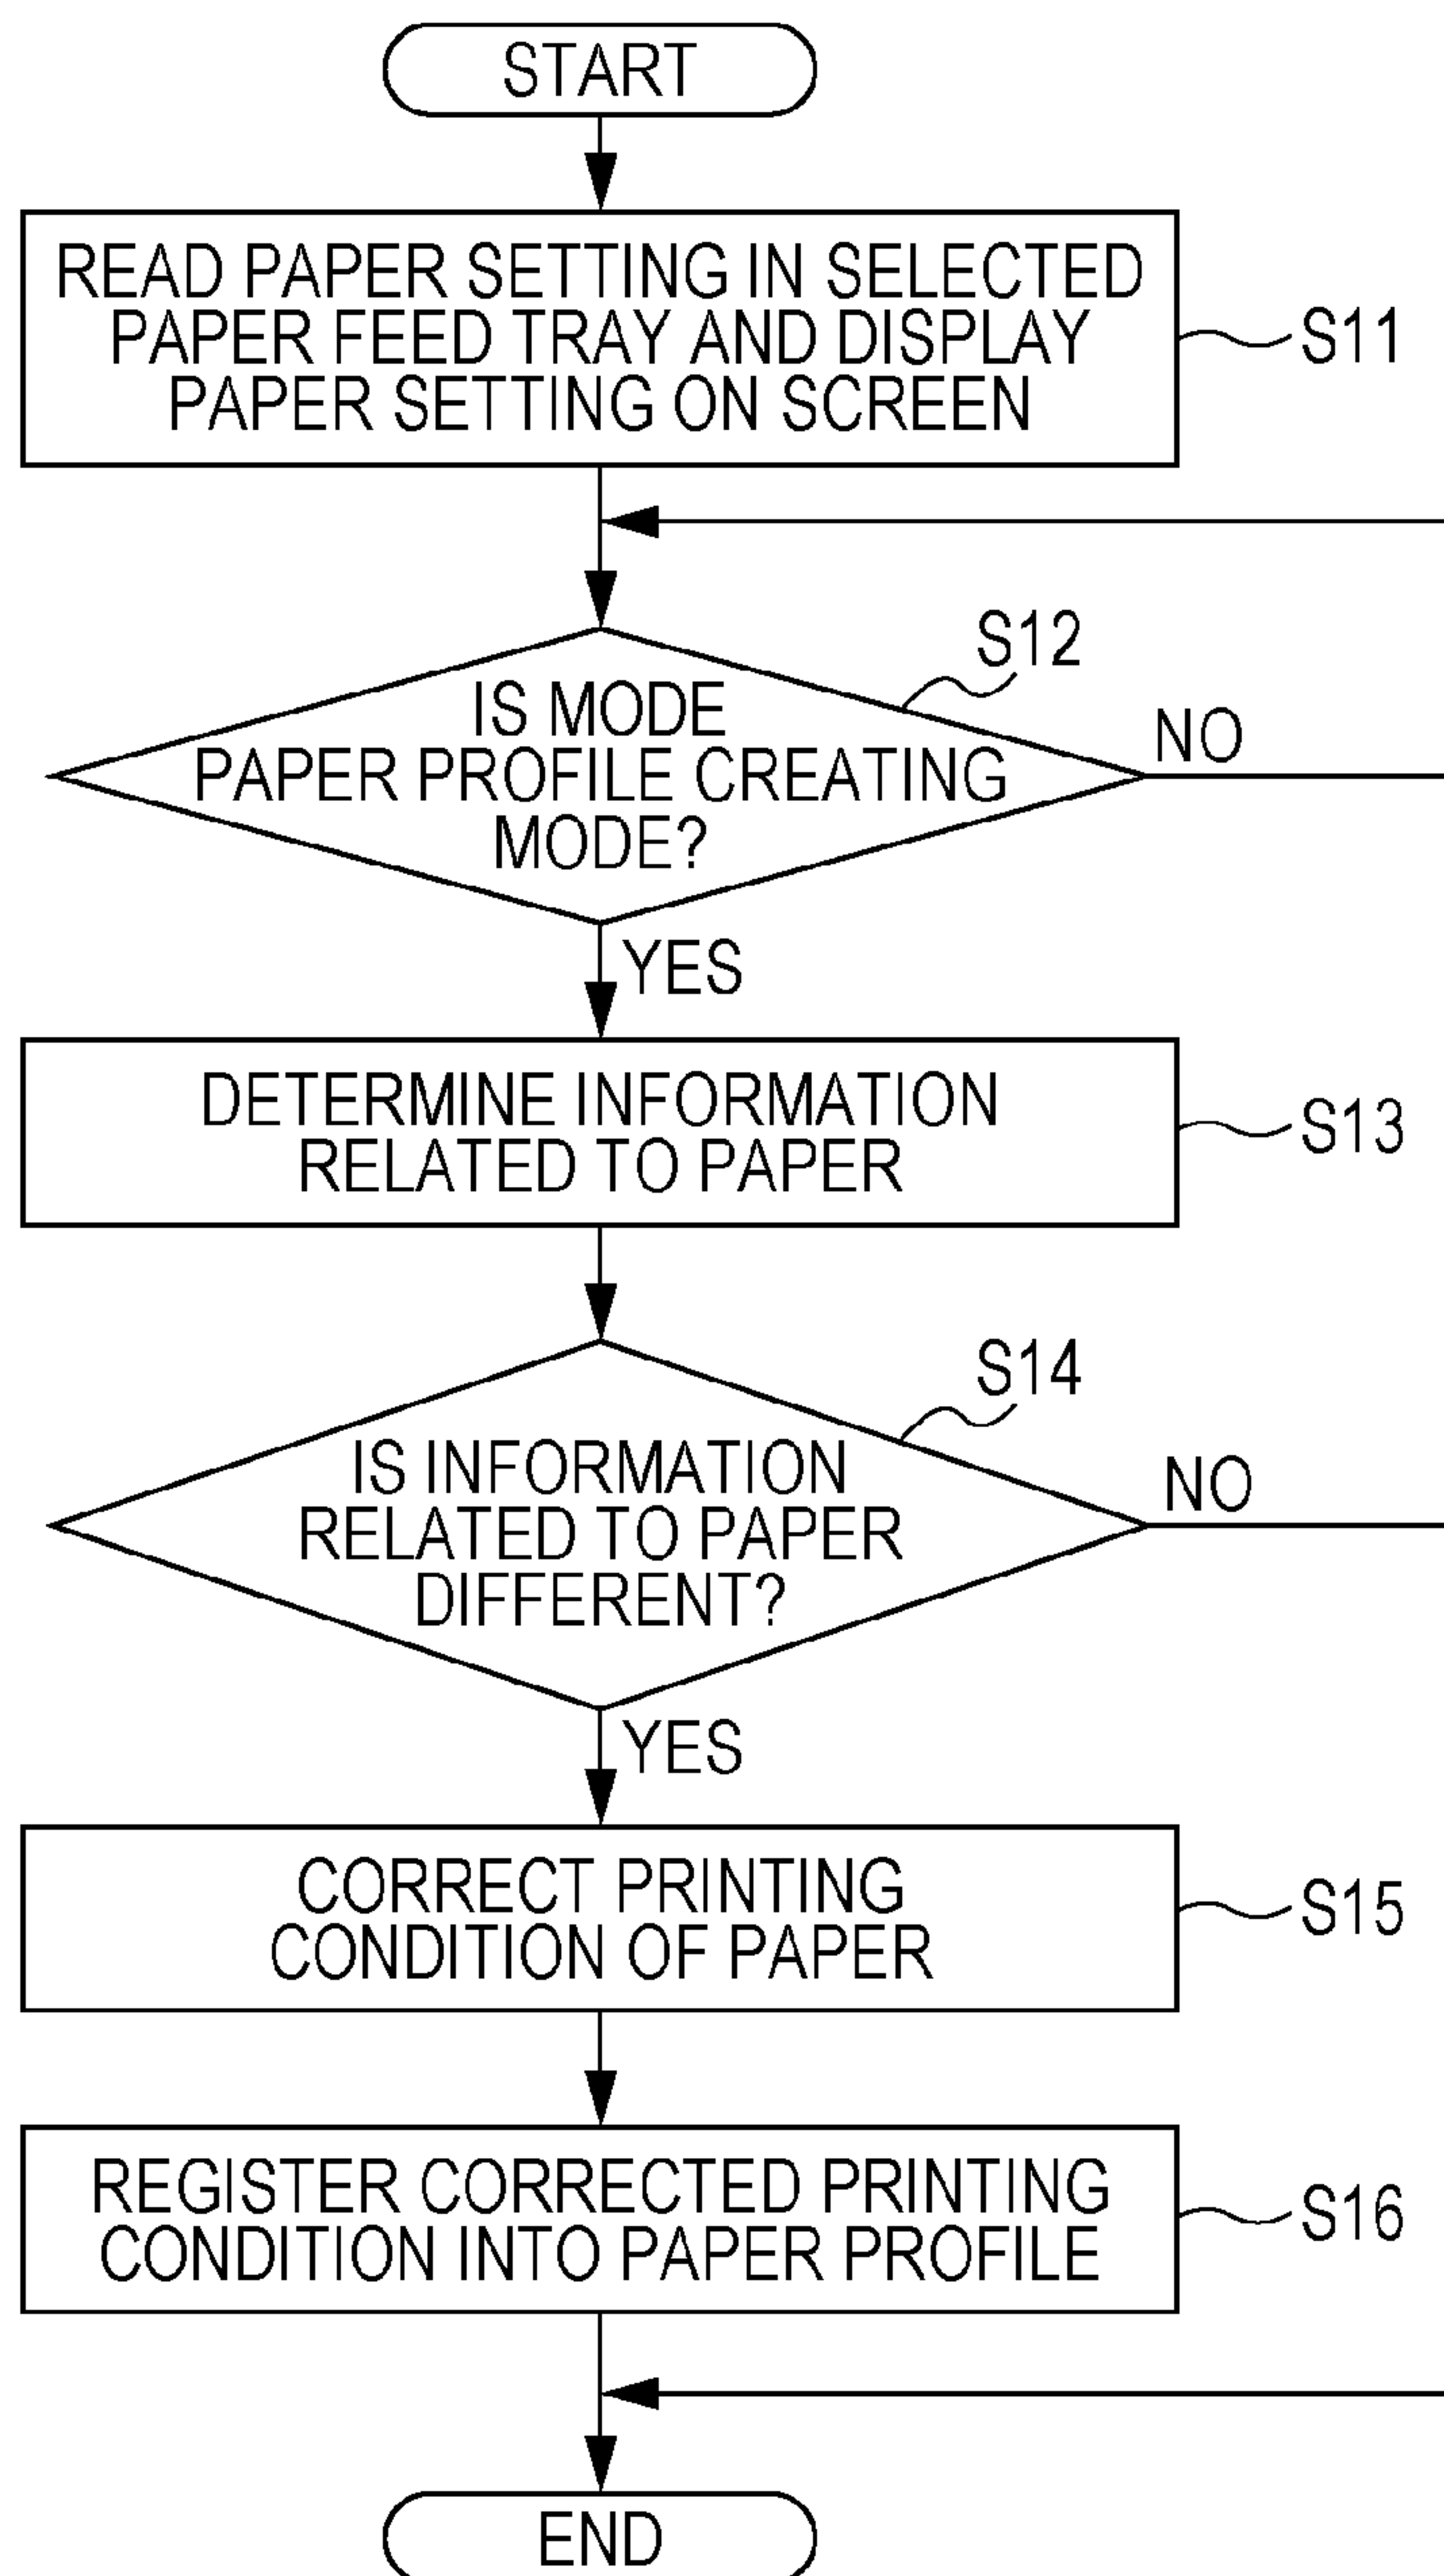 START
READ PAPER SETTING IN SELECTED
PAPER FEED TRAY AND DISPLAY
PAPER SETTING ON SCREEN
S11
S12
IS MODE
PAPER PROFILE CREATING
MODE?
NO
YES
DETERMINE INFORMATION
RELATED TO PAPER
S13
S14
IS INFORMATION
RELATED TO PAPER
DIFFERENT?
NO
YES
CORRECT PRINTING
CONDITION OF PAPER
S15
REGISTER CORRECTED PRINTING
CONDITION INTO PAPER PROFILE
S16
END